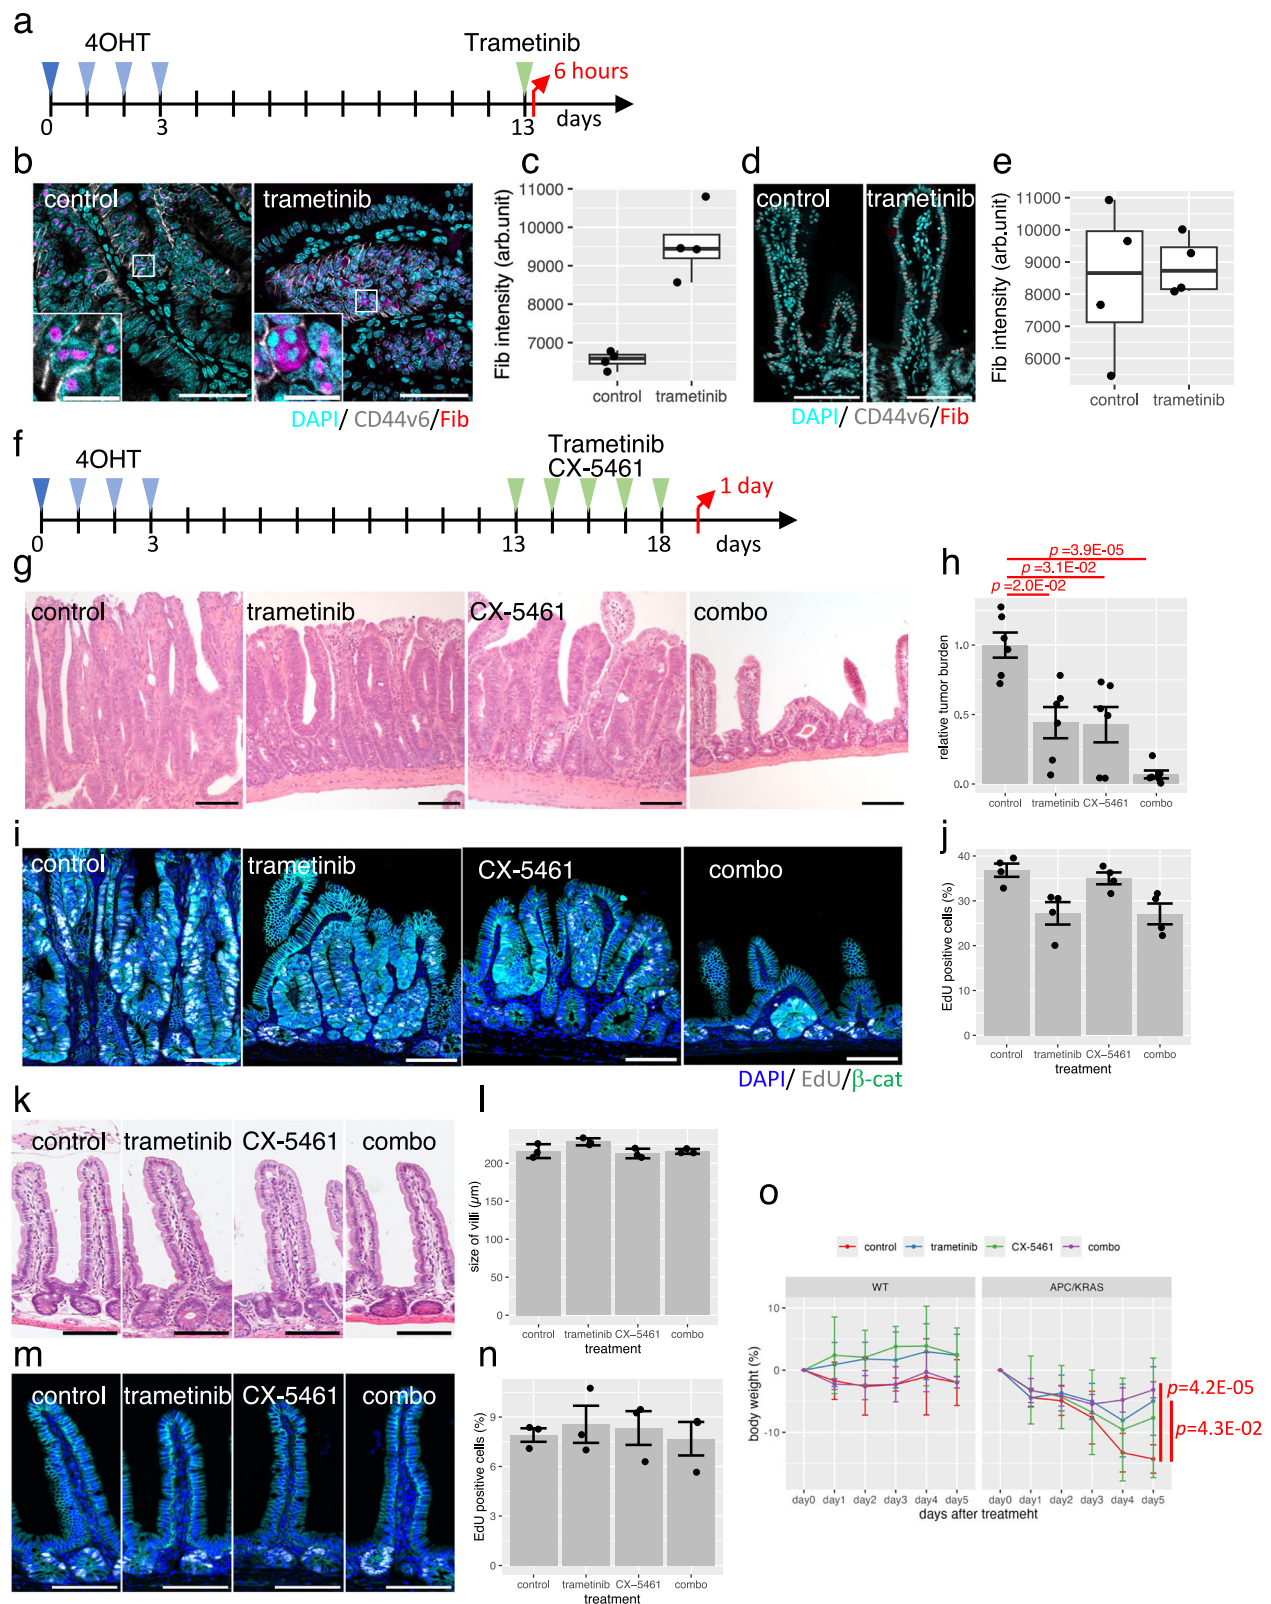 a
4OHT
Trametinib
6 hours
0
3
13
days
b
control
trametinib
DAPI/ CD44v6/Fib
c
Fib intensity (arb.unit)
11000
10000
9000
8000
7000
control
trametinib
d
control
trametinib
DAPI/ CD44v6/Fib
e
Fib intensity (arb.unit)
11000
10000
9000
8000
7000
6000
control
trametinib
f
4OHT
Trametinib
CX-5461
1 day
0
3
13
18
days
g
control
trametinib
CX-5461
combo
h
p =3.9E-05
p =3.1E-02
p =2.0E-02
relative tumor burden
1.0
0.5
0.0
control
trametinib
CX-5461
combo
i
control
trametinib
CX-5461
combo
DAPI/ EdU/β-cat
j
EdU positive cells (%)
40
30
20
10
0
control
trametinib
CX-5461
combo
treatment
k
control
trametinib
CX-5461
combo
l
size of villi (μm)
200
150
100
50
0
control
trametinib
CX-5461
combo
treatment
m
control
trametinib
CX-5461
combo
n
EdU positive cells (%)
9
6
3
0
control
trametinib
CX-5461
combo
treatment
o
control
trametinib
CX-5461
combo
WT
APC/KRAS
body weight (%)
10
0
-10
day0
day1
day2
day3
day4
day5
day0
day1
day2
day3
day4
day5
days after treatmeht
p=4.2E-05
p=4.3E-02